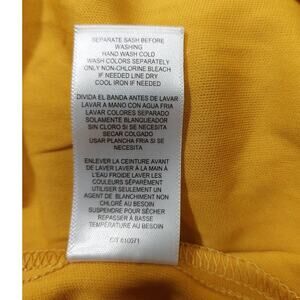 SEPARATE SASH BEFORE
WASHING
HAND WASH COLD
WASH COLORS SEPARATELY
ONLY NON-CHLORINE BLEACH
IF NEEDED LINE DRY
COOL IRON IF NEEDED
DIVIDA EL BANDA ANTES DE LAVAR
LAVAR A MANO CON AGUA FRIA
LAVAR COLORES SEPARADO
SOLAMENTE BLANQUEADOR
SIN CLORO SI SE NECESITA
SECAR COLGADO
USAR PLANCHA FRIA SI SE
NECESITA
ENLEVER LA CEINTURE AVANT
DE LAVER LAVER À LA MAIN À
L'EAU FROIDE LAVER LES
COULEURS SÉPARÉMENT
UTILISER SEULEMENT UN
AGENT DE BLANCHIMENT NON
CHLORÉ AU BESOIN
SUSPENDRE POUR SÉCHER
REPASSER À BASSE
TEMPÉRATURE AU BESOIN